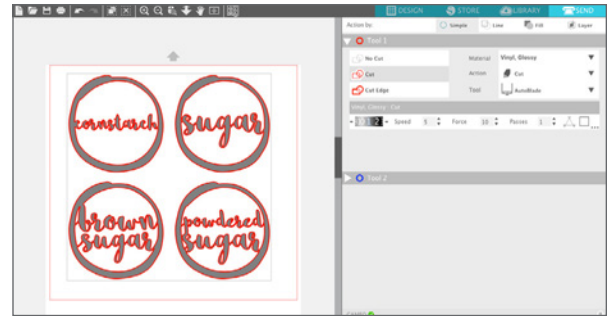 DESIGN STORE LIBRARY SEND
Action by: Simple Line Fill Layer
Tool 1
No Cut Material Vinyl, Glossy
Cut Action Cut
Cut Edge Tool AutoBlade
Vinyl, Glossy - Cut
Speed 5 Force 10 Passes 1
Tool 2
cornstarch sugar
brown sugar
powdered sugar